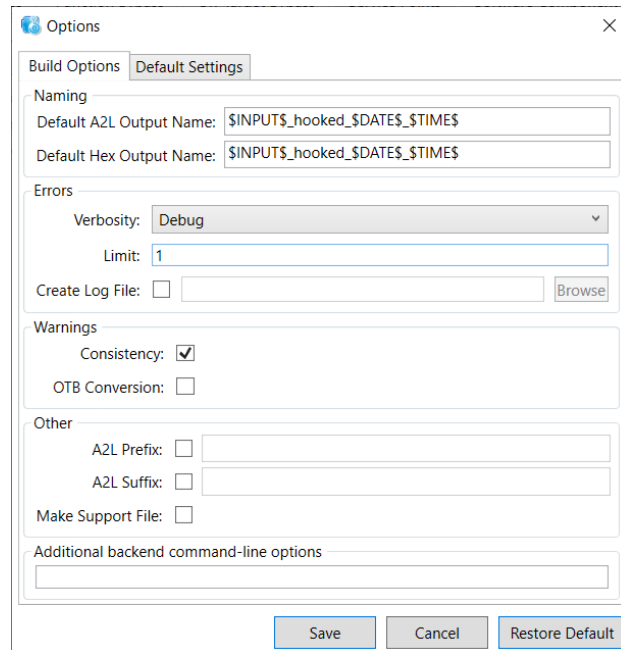 Options
Build Options Default Settings
Naming
Default A2L Output Name: $INPUT$_hooked_$DATE$_$TIME$
Default Hex Output Name: $INPUT$_hooked_$DATE$_$TIME$
Errors
Verbosity: Debug
Limit: 1
Create Log File: Browse
Warnings
Consistency:
OTB Conversion:
Other
A2L Prefix:
A2L Suffix:
Make Support File:
Additional backend command-line options
Save Cancel Restore Default